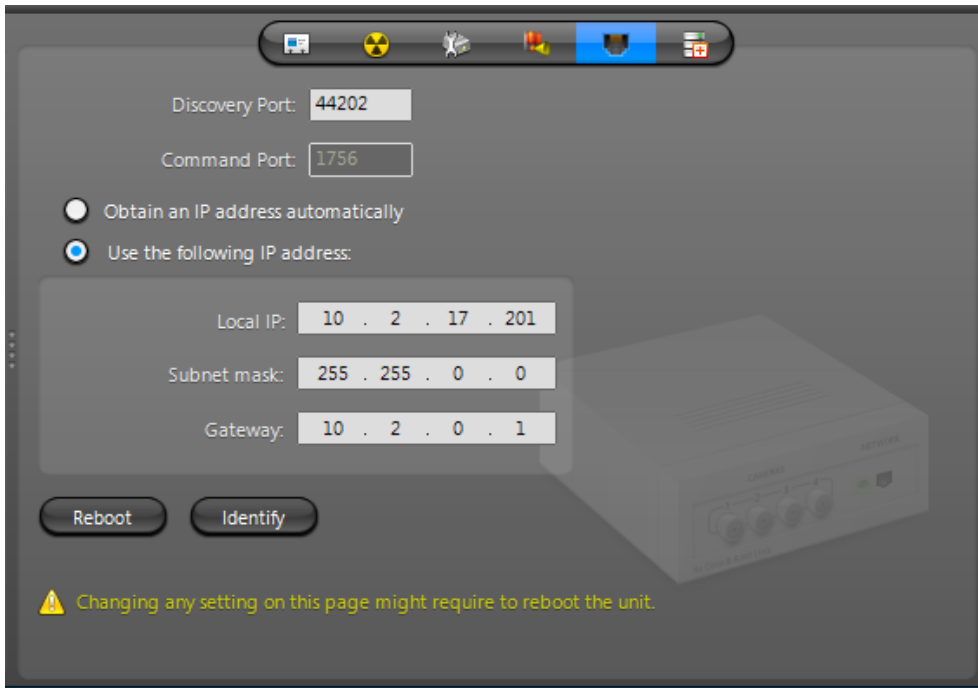 Discovery Port: 44202
Command Port: 1756
Obtain an IP address automatically
Use the following IP address:
Local IP: 10 . 2 . 17 . 201
Subnet mask: 255 . 255 . 0 . 0
Gateway: 10 . 2 . 0 . 1
NETWORK
CAMERAS
Reboot Identify
Changing any setting on this page might require to reboot the unit.